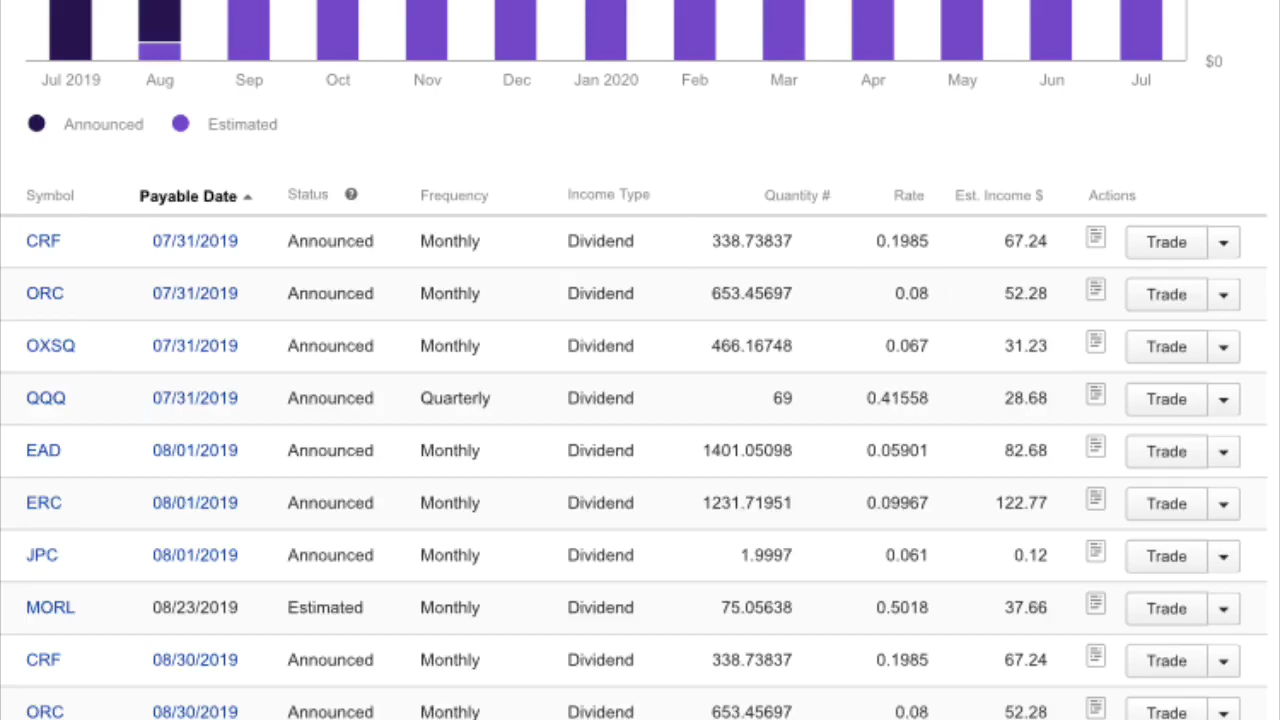 $0
Jul 2019 Aug Sep Oct Nov Dec Jan 2020 Feb Mar Apr May Jun Jul
Announced Estimated
Symbol Payable Date Status ? Frequency Income Type Quantity # Rate Est. Income $ Actions
CRF 07/31/2019 Announced Monthly Dividend 338.73837 0.1985 67.24 Trade
ORC 07/31/2019 Announced Monthly Dividend 653.45697 0.08 52.28 Trade
OXSQ 07/31/2019 Announced Monthly Dividend 466.16748 0.067 31.23 Trade
QQQ 07/31/2019 Announced Quarterly Dividend 69 0.41558 28.68 Trade
EAD 08/01/2019 Announced Monthly Dividend 1401.05098 0.05901 82.68 Trade
ERC 08/01/2019 Announced Monthly Dividend 1231.71951 0.09967 122.77 Trade
JPC 08/01/2019 Announced Monthly Dividend 1.9997 0.061 0.12 Trade
MORL 08/23/2019 Estimated Monthly Dividend 75.05638 0.5018 37.66 Trade
CRF 08/30/2019 Announced Monthly Dividend 338.73837 0.1985 67.24 Trade
ORC 08/30/2019 Announced Monthly Dividend 653.45697 0.08 52.28 Trade